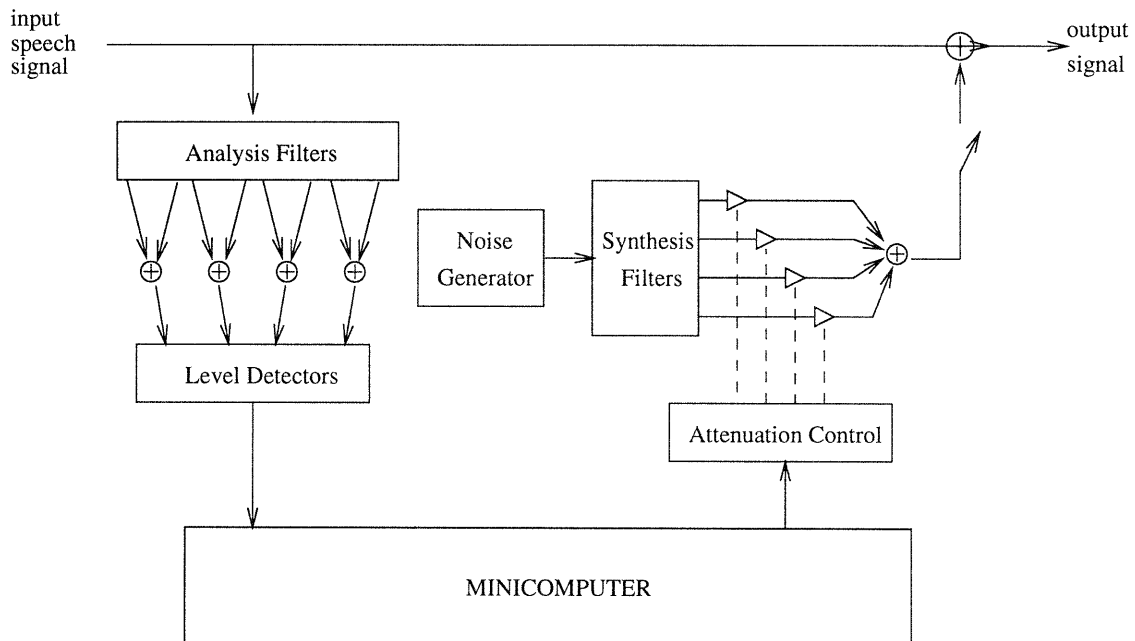 input
speech
signal
output
signal
Analysis Filters
Noise
Generator
Synthesis
Filters
Level Detectors
Attenuation Control
MINICOMPUTER